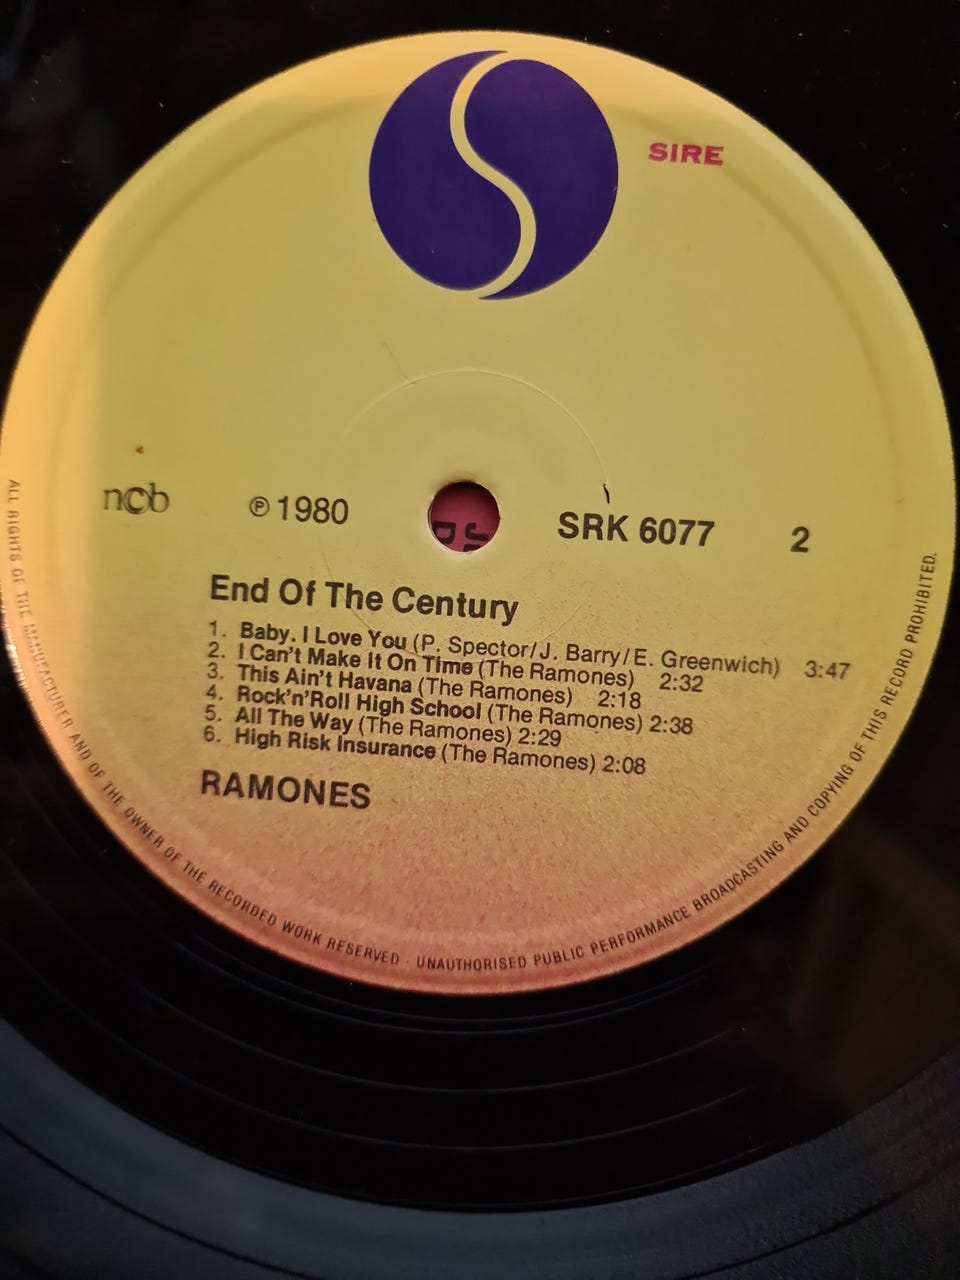 SIRE
ncb
℗ 1980
SRK 6077
2
End Of The Century
1. Baby. I Love You (P. Spector/J. Barry/E. Greenwich) 3:47
2. I Can't Make It On Time (The Ramones) 2:32
3. This Ain't Havana (The Ramones) 2:18
4. Rock'n'Roll High School (The Ramones) 2:38
5. All The Way (The Ramones) 2:29
6. High Risk Insurance (The Ramones) 2:08
RAMONES
ALL RIGHTS OF THE MANUFACTURER AND OF THE OWNER OF THE RECORDED WORK RESERVED · UNAUTHORISED PUBLIC PERFORMANCE BROADCASTING AND COPYING OF THIS RECORD PROHIBITED.